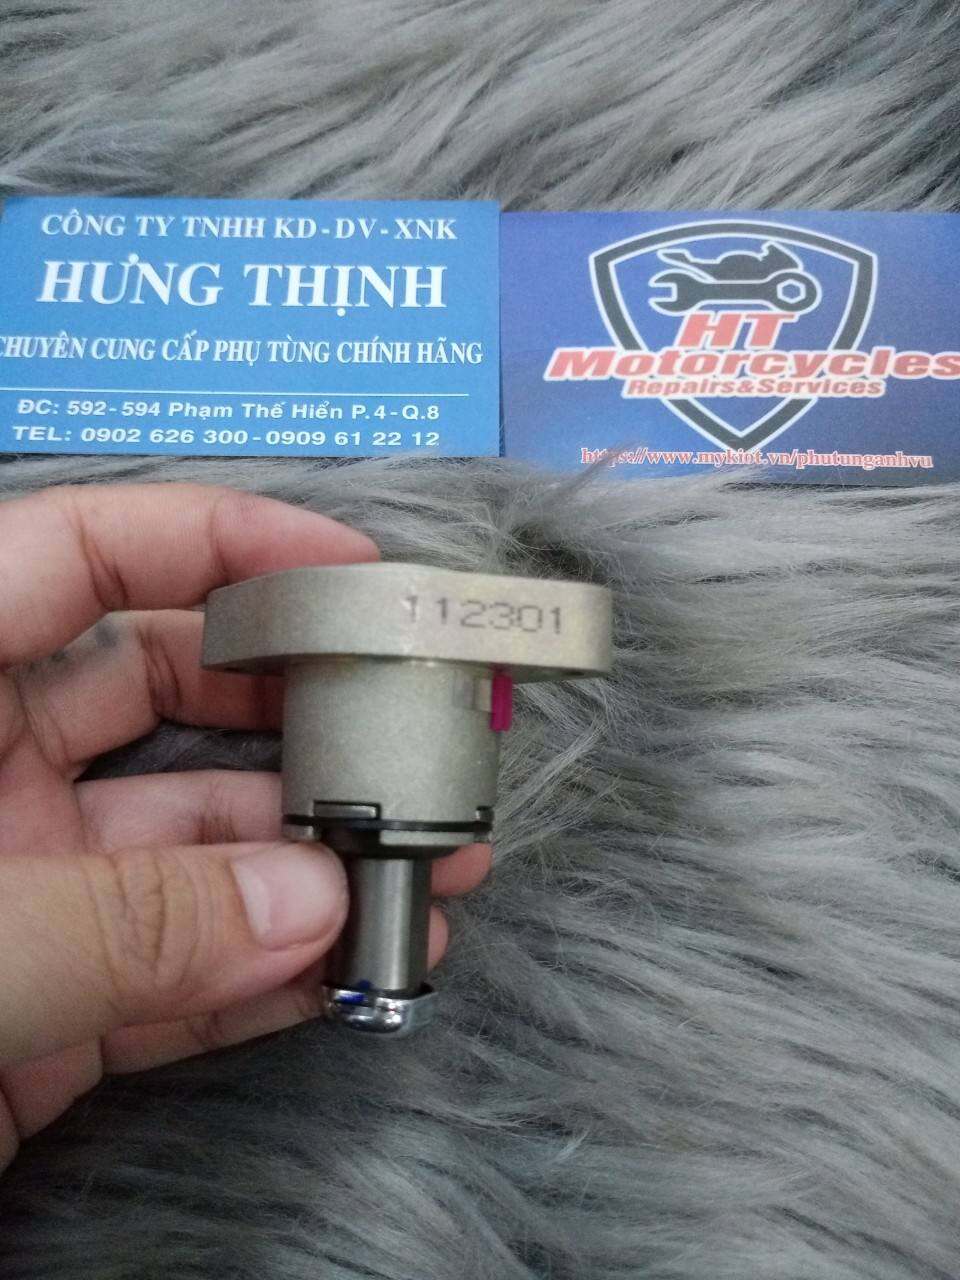 CÔNG TY TNHH KD-DV-XNK
HƯNG THỊNH
CHUYÊN CUNG CẤP PHỤ TÙNG CHÍNH HÃNG
ĐC: 592-594 Phạm Thế Hiển P.4-Q.8
TEL: 0902 626 300-0909 61 22 12
HT
Motorcycles
Repairs&Services
https://www.mykiot.vn/phutunganhvu
112301